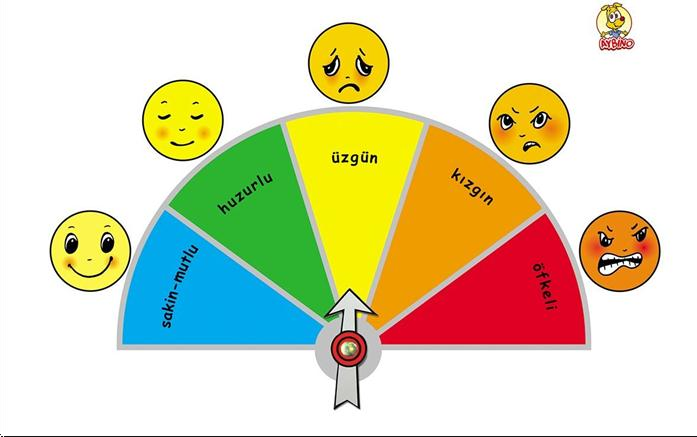 AYBİNO
üzgün
huzurlu
kızgın
sakin-mutlu
öfkeli